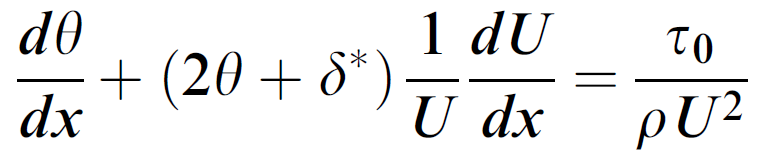 dθ/dx + (2θ + δ*) 1/U dU/dx = τ₀/ρU²